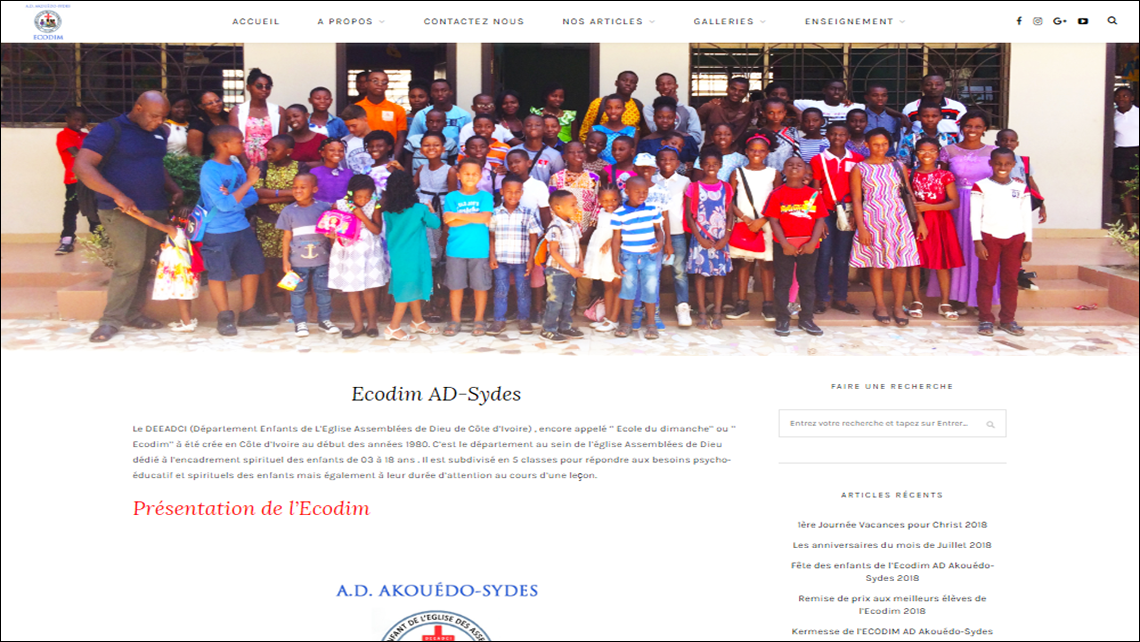 A.D. AKOUÉDO-SYDES
ECODIM
ACCUEIL
A PROPOS
CONTACTEZ NOUS
NOS ARTICLES
GALLERIES
ENSEIGNEMENT
Ecodim AD-Sydes
Le DEEADCI (Département Enfants de L'Eglise Assemblées de Dieu de Côte d'Ivoire) , encore appelé " Ecole du dimanche" ou "
Ecodim" à été crée en Côte d'Ivoire au début des années 1980. C'est le département au sein de l'église Assemblées de Dieu
dédié à l'encadrement spirituel des enfants de 03 à 18 ans . Il est subdivisé en 5 classes pour répondre aux besoins psycho-
éducatif et spirituels des enfants mais également à leur durée d'attention au cours d'une leçon.
Présentation de l'Ecodim
A.D. AKOUÉDO-SYDES
ENFANT DE L'EGLISE DES ASSE
DEEADCI
FAIRE UNE RECHERCHE
Entrez votre recherche et tapez sur Entrer...
ARTICLES RÉCENTS
1ère Journée Vacances pour Christ 2018
Les anniversaires du mois de Juillet 2018
Fête des enfants de l'Ecodim AD Akouédo-
Sydes 2018
Remise de prix aux meilleurs élèves de
l'Ecodim 2018
Kermesse de l'ECODIM AD Akouédo-Sydes